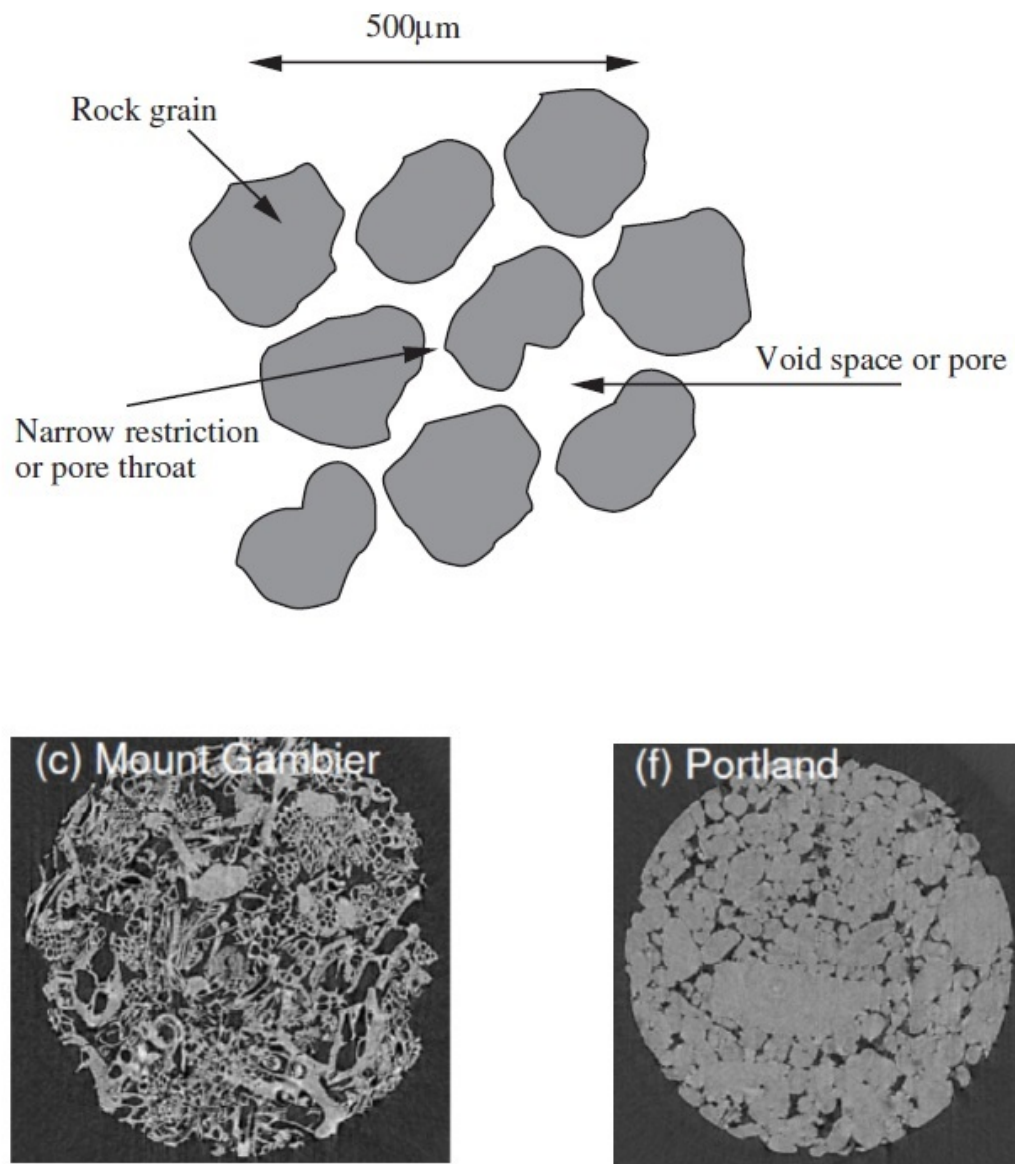 500μm
Rock grain
Void space or pore
Narrow restriction
or pore throat
(c) Mount Gambier
(f) Portland